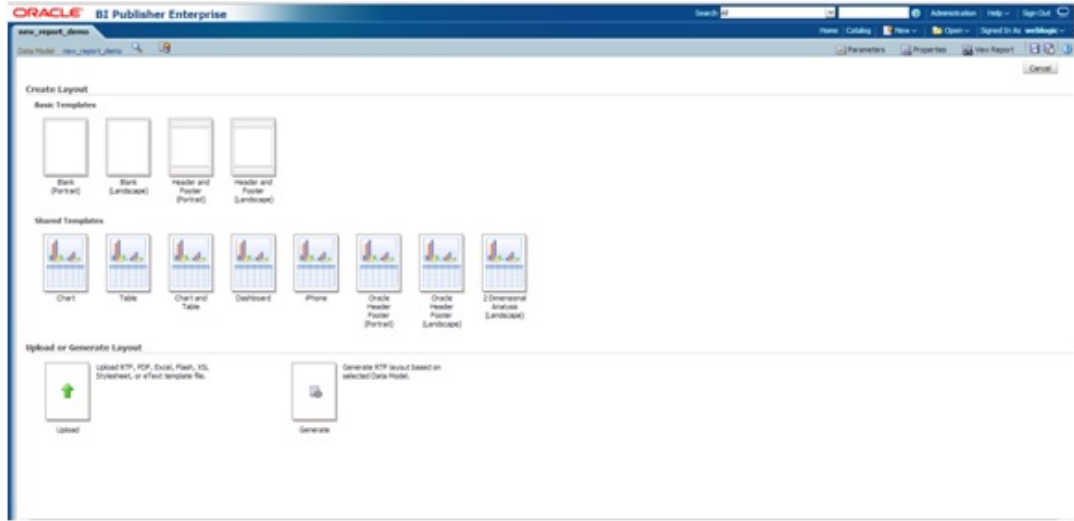 ORACLE BI Publisher Enterprise
Search All
Administration Help Sign Out
new_report_demo
Home Catalog New Open Signed In As weblogic
Data Model new_report_demo
Parameters Properties View Report
Cancel
Create Layout
Basic Templates
Blank (Portrait)
Blank (Landscape)
Header and Footer (Portrait)
Header and Footer (Landscape)
Shared Templates
Chart
Table
Chart and Table
Dashboard
iPhone
Oracle Header Footer (Portrait)
Oracle Header Footer (Landscape)
2 Dimensional Analysis (Landscape)
Upload or Generate Layout
Upload RTF, PDF, Excel, Flash, XSL
Stylesheet, or eText template file.
Upload
Generate RTF layout based on
selected Data Model.
Generate